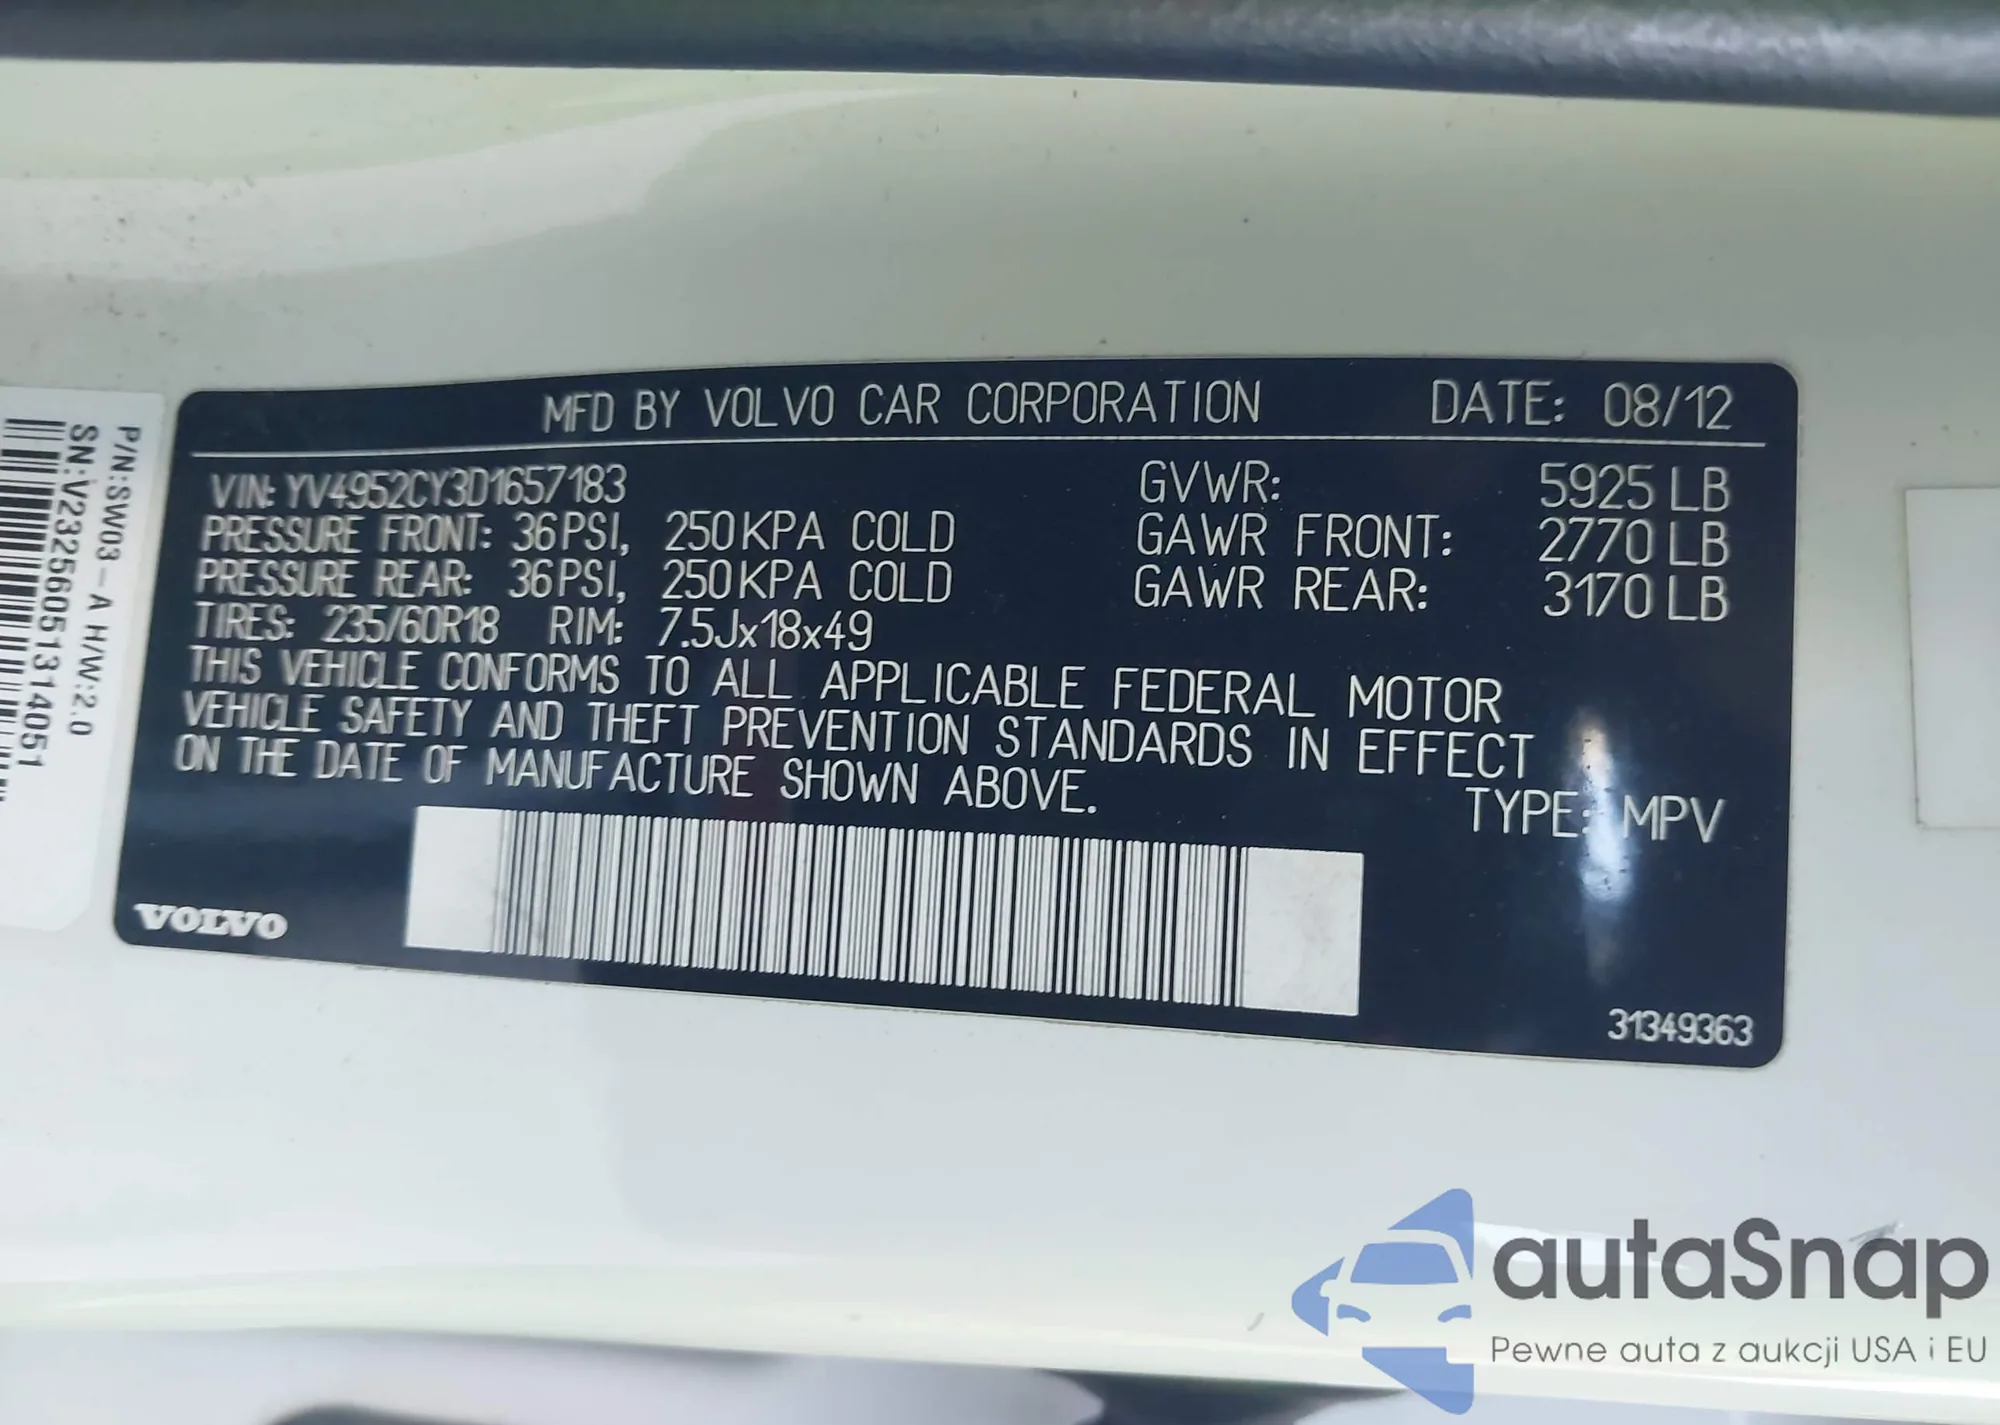 MFD BY VOLVO CAR CORPORATION DATE: 08/12
VIN: YV4952CY3D1657183 GVWR: 5925 LB
PRESSURE FRONT: 36 PSI, 250 KPA COLD GAWR FRONT: 2770 LB
PRESSURE REAR: 36 PSI, 250 KPA COLD GAWR REAR: 3170 LB
TIRES: 235/60R18 RIM: 7.5Jx18x49
THIS VEHICLE CONFORMS TO ALL APPLICABLE FEDERAL MOTOR
VEHICLE SAFETY AND THEFT PREVENTION STANDARDS IN EFFECT
ON THE DATE OF MANUFACTURE SHOWN ABOVE.
TYPE: MPV
VOLVO
31349363
P/N:SW03-A H/W:2.0
SN:V23256051314051
autaSnap
Pewne auta z aukcji USA i EU